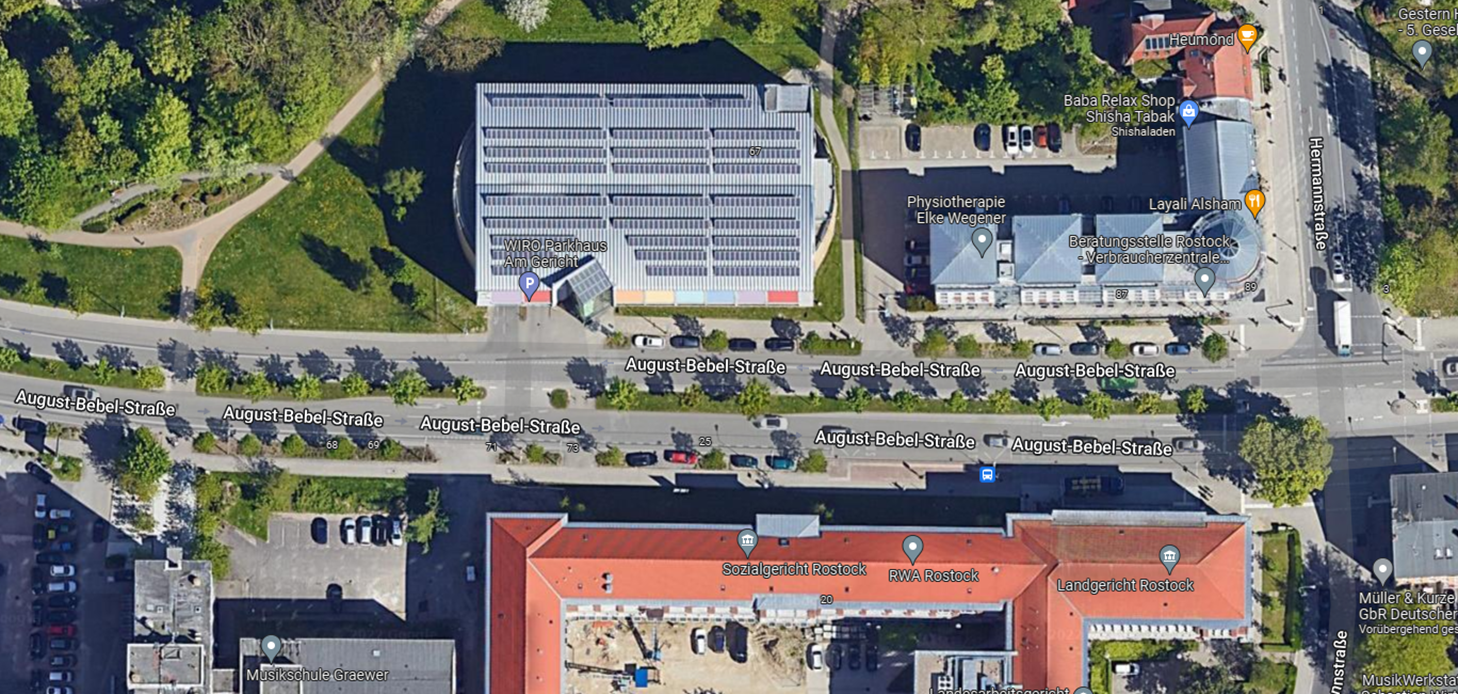 Gestern H
- 5. Gesel
Heumond
Baba Relax Shop
Shisha Tabak
Shishaladen
67
Hermannstraße
Physiotherapie
Elke Wegener
Layali Alsham
WIRO Parkhaus
Am Gericht
P
Beratungsstelle Rostock
- Verbraucherzentrale...
87
89
3
August-Bebel-Straße
August-Bebel-Straße
August-Bebel-Straße
August-Bebel-Straße
August-Bebel-Straße
August-Bebel-Straße
August-Bebel-Straße
August-Bebel-Straße
68
69
71
73
25
Sozialgericht Rostock
RWA Rostock
Landgericht Rostock
20
Müller & Kunze
GbR Deutscher
Vorübergehend ges
Musikschule Graewer
Landesarbeitsgericht
nstraße
MusikWerksta